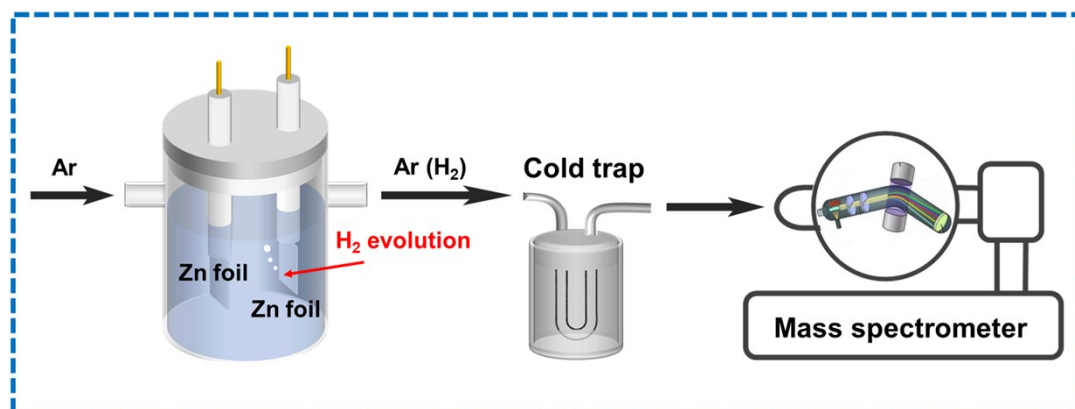 Ar
Ar (H₂)
Cold trap
H₂ evolution
Zn foil
Zn foil
Mass spectrometer